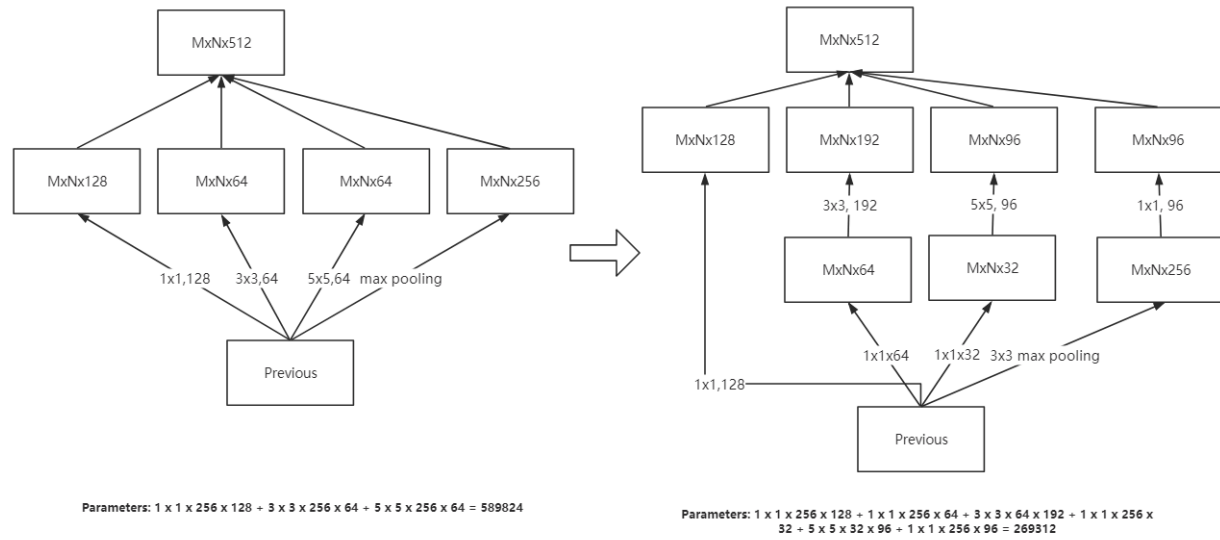 MxNx512
MxNx128
MxNx64
MxNx64
MxNx256
1x1,128
3x3,64
5x5,64
max pooling
Previous
Parameters: 1 x 1 x 256 x 128 + 3 x 3 x 256 x 64 + 5 x 5 x 256 x 64 = 589824
MxNx512
MxNx128
MxNx192
MxNx96
MxNx96
3x3, 192
5x5, 96
1x1, 96
MxNx64
MxNx32
MxNx256
1x1x64
1x1x32
3x3 max pooling
1x1,128
Previous
Parameters: 1 x 1 x 256 x 128 + 1 x 1 x 256 x 64 + 3 x 3 x 64 x 192 + 1 x 1 x 256 x
32 + 5 x 5 x 32 x 96 + 1 x 1 x 256 x 96 = 269312